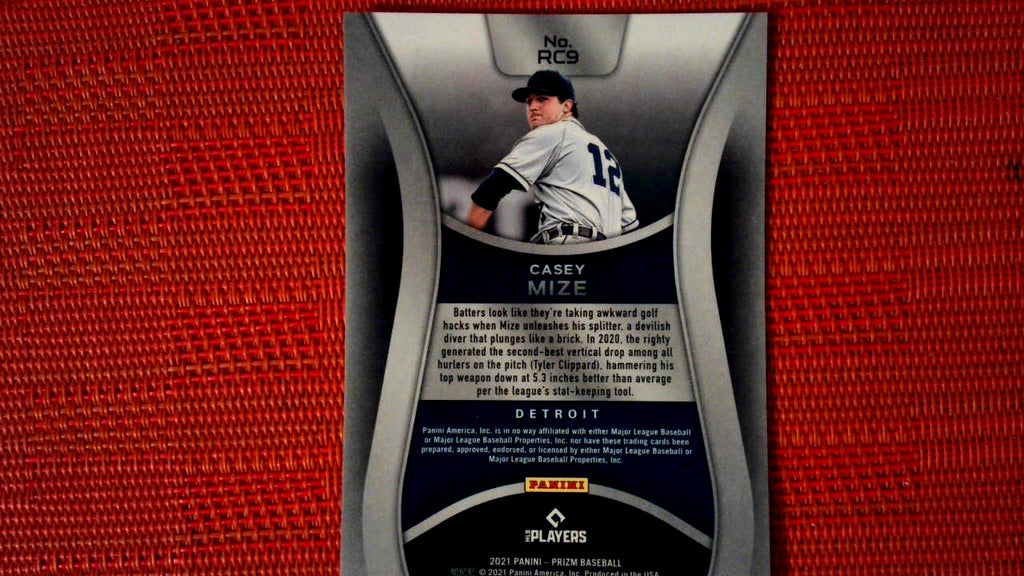 No.
RC9
12
CASEY
MIZE
Batters look like they're taking awkward golf
hacks when Mize unleashes his splitter, a devilish
diver that plunges like a brick. In 2020, the righty
generated the second-best vertical drop among all
hurlers on the pitch (Tyler Clippard), hammering his
top weapon down at 5.3 inches better than average
per the league's stat-keeping tool.
DETROIT
Panini America, Inc. is in no way affiliated with either Major League Baseball
or Major League Baseball Properties, Inc. nor have these trading cards been
prepared, approved, endorsed, or licensed by either Major League Baseball or
Major League Baseball Properties, Inc.
PANINI
MLB PLAYERS
2021 PANINI – PRIZM BASEBALL
© 2021 Panini America, Inc. Produced in the USA